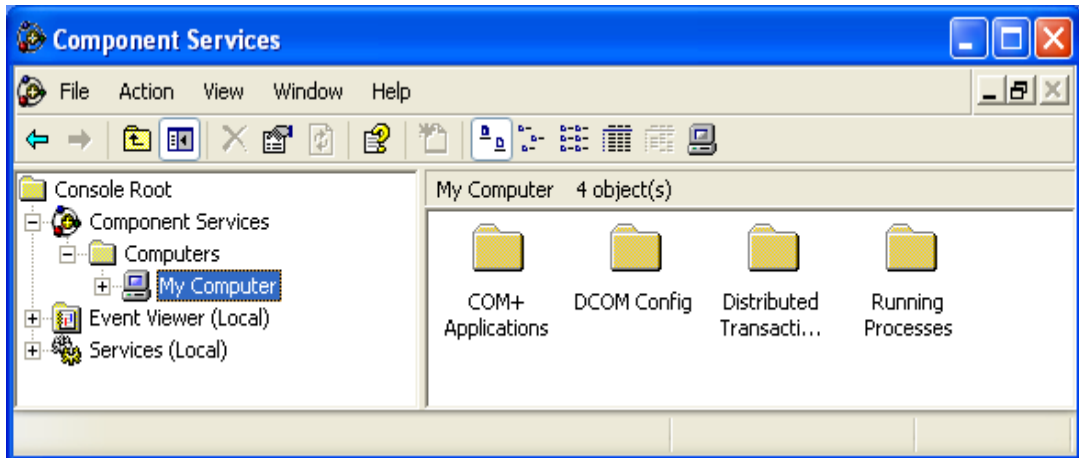 Component Services
File Action View Window Help
Console Root
Component Services
Computers
My Computer
Event Viewer (Local)
Services (Local)
My Computer 4 object(s)
COM+
Applications
DCOM Config
Distributed
Transacti...
Running
Processes